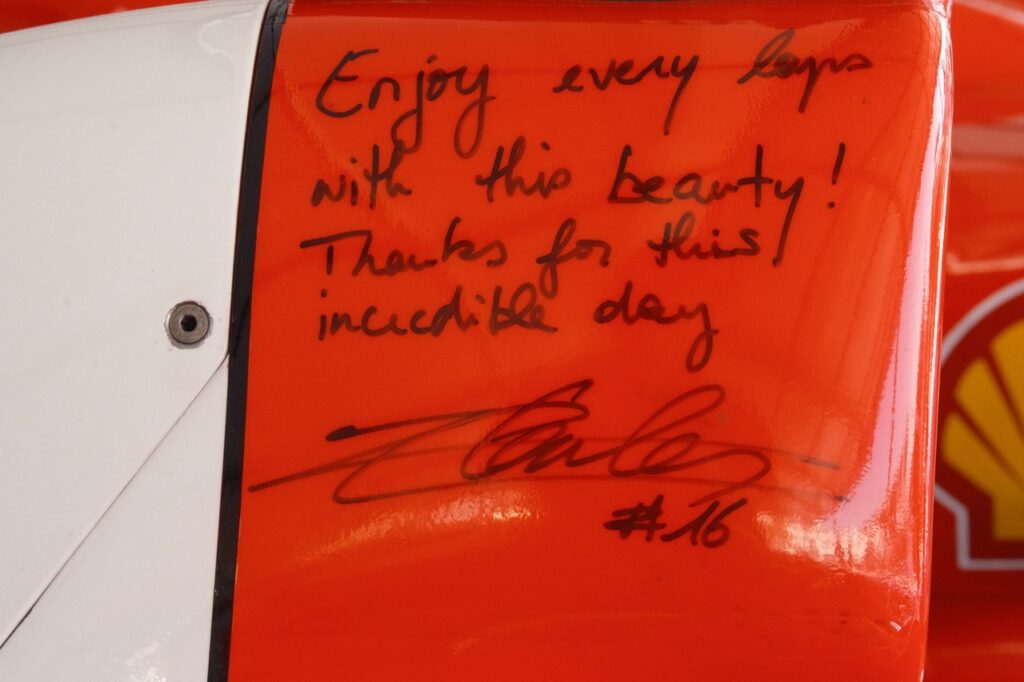 Enjoy every laps
with this beauty!
Thanks for this
incredible day
#16